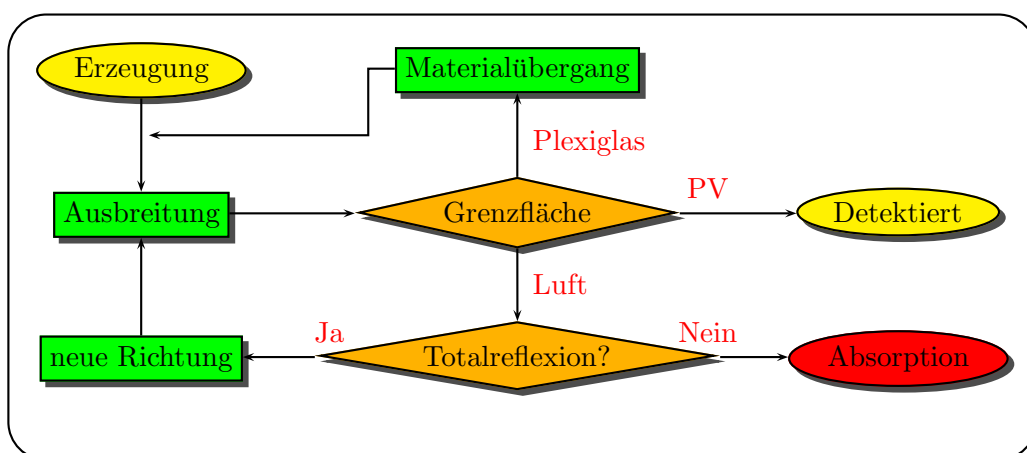 Erzeugung
Materialübergang
Plexiglas
PV
Ausbreitung
Grenzfläche
Detektiert
Luft
Ja
Nein
neue Richtung
Totalreflexion?
Absorption